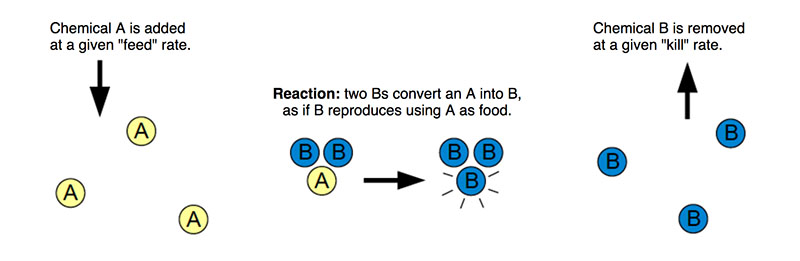 Chemical A is added
at a given "feed" rate.
A
A
A
Reaction: two Bs convert an A into B,
as if B reproduces using A as food.
B B
A
B B
B
Chemical B is removed
at a given "kill" rate.
B
B
B